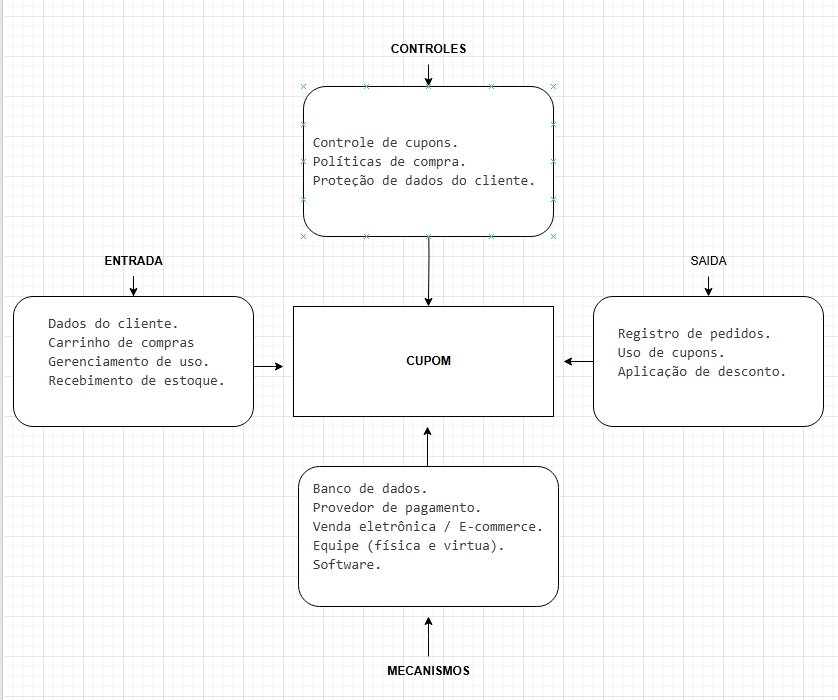 CONTROLES
Controle de cupons.
Políticas de compra.
Proteção de dados do cliente.
ENTRADA
Dados do cliente.
Carrinho de compras
Gerenciamento de uso.
Recebimento de estoque.
CUPOM
SAIDA
Registro de pedidos.
Uso de cupons.
Aplicação de desconto.
Banco de dados.
Provedor de pagamento.
Venda eletrônica / E-commerce.
Equipe (física e virtua).
Software.
MECANISMOS